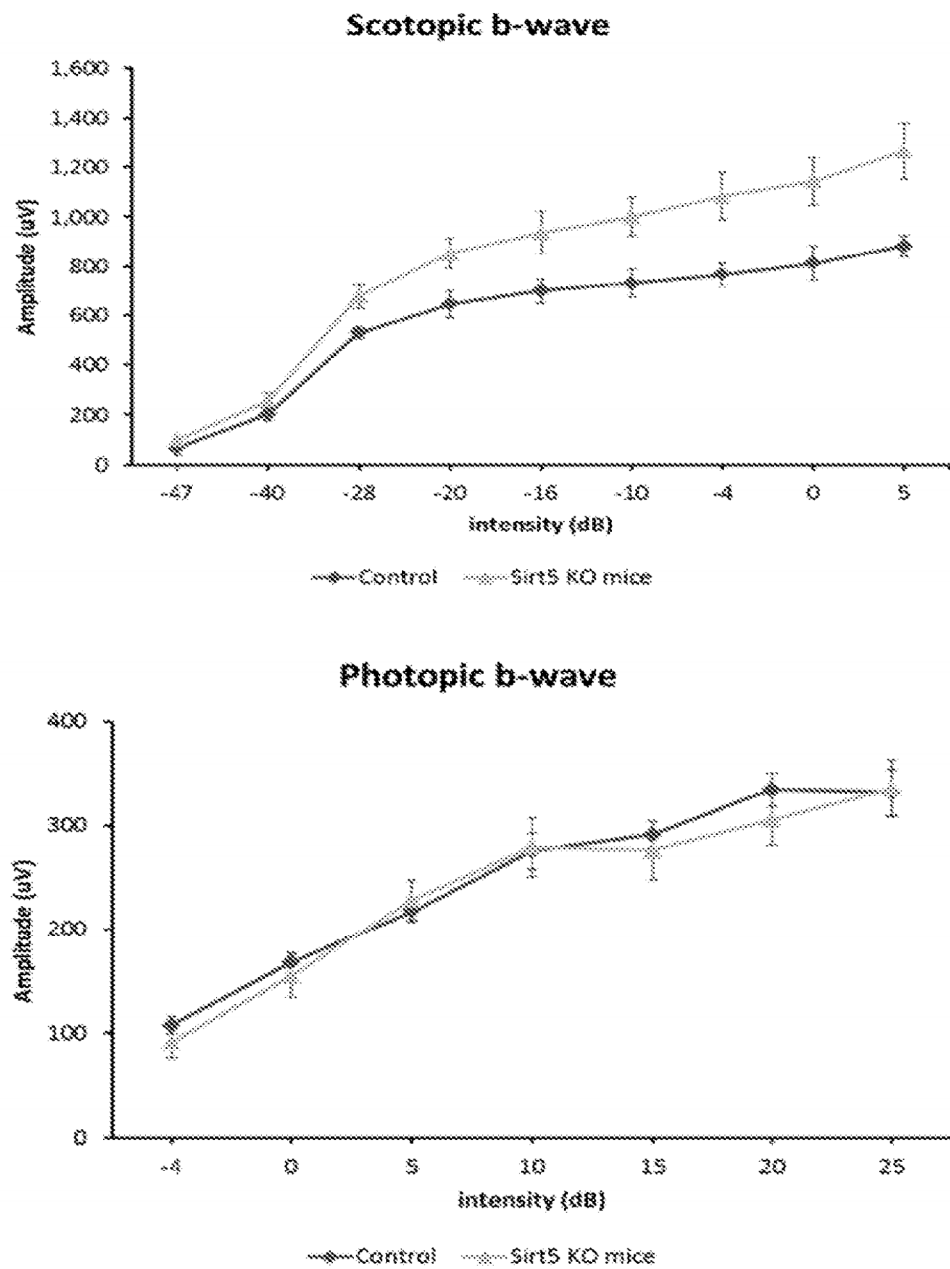 Scotopic b-wave
1,600
1,400
1,200
1,000
800
600
400
200
0
Amplitude (uV)
-47 -40 -28 -20 -16 -10 -4 0 5
intensity (dB)
Control Sirt5 KO mice
Photopic b-wave
400
300
200
100
0
Amplitude (uV)
-4 0 5 10 15 20 25
intensity (dB)
Control Sirt5 KO mice